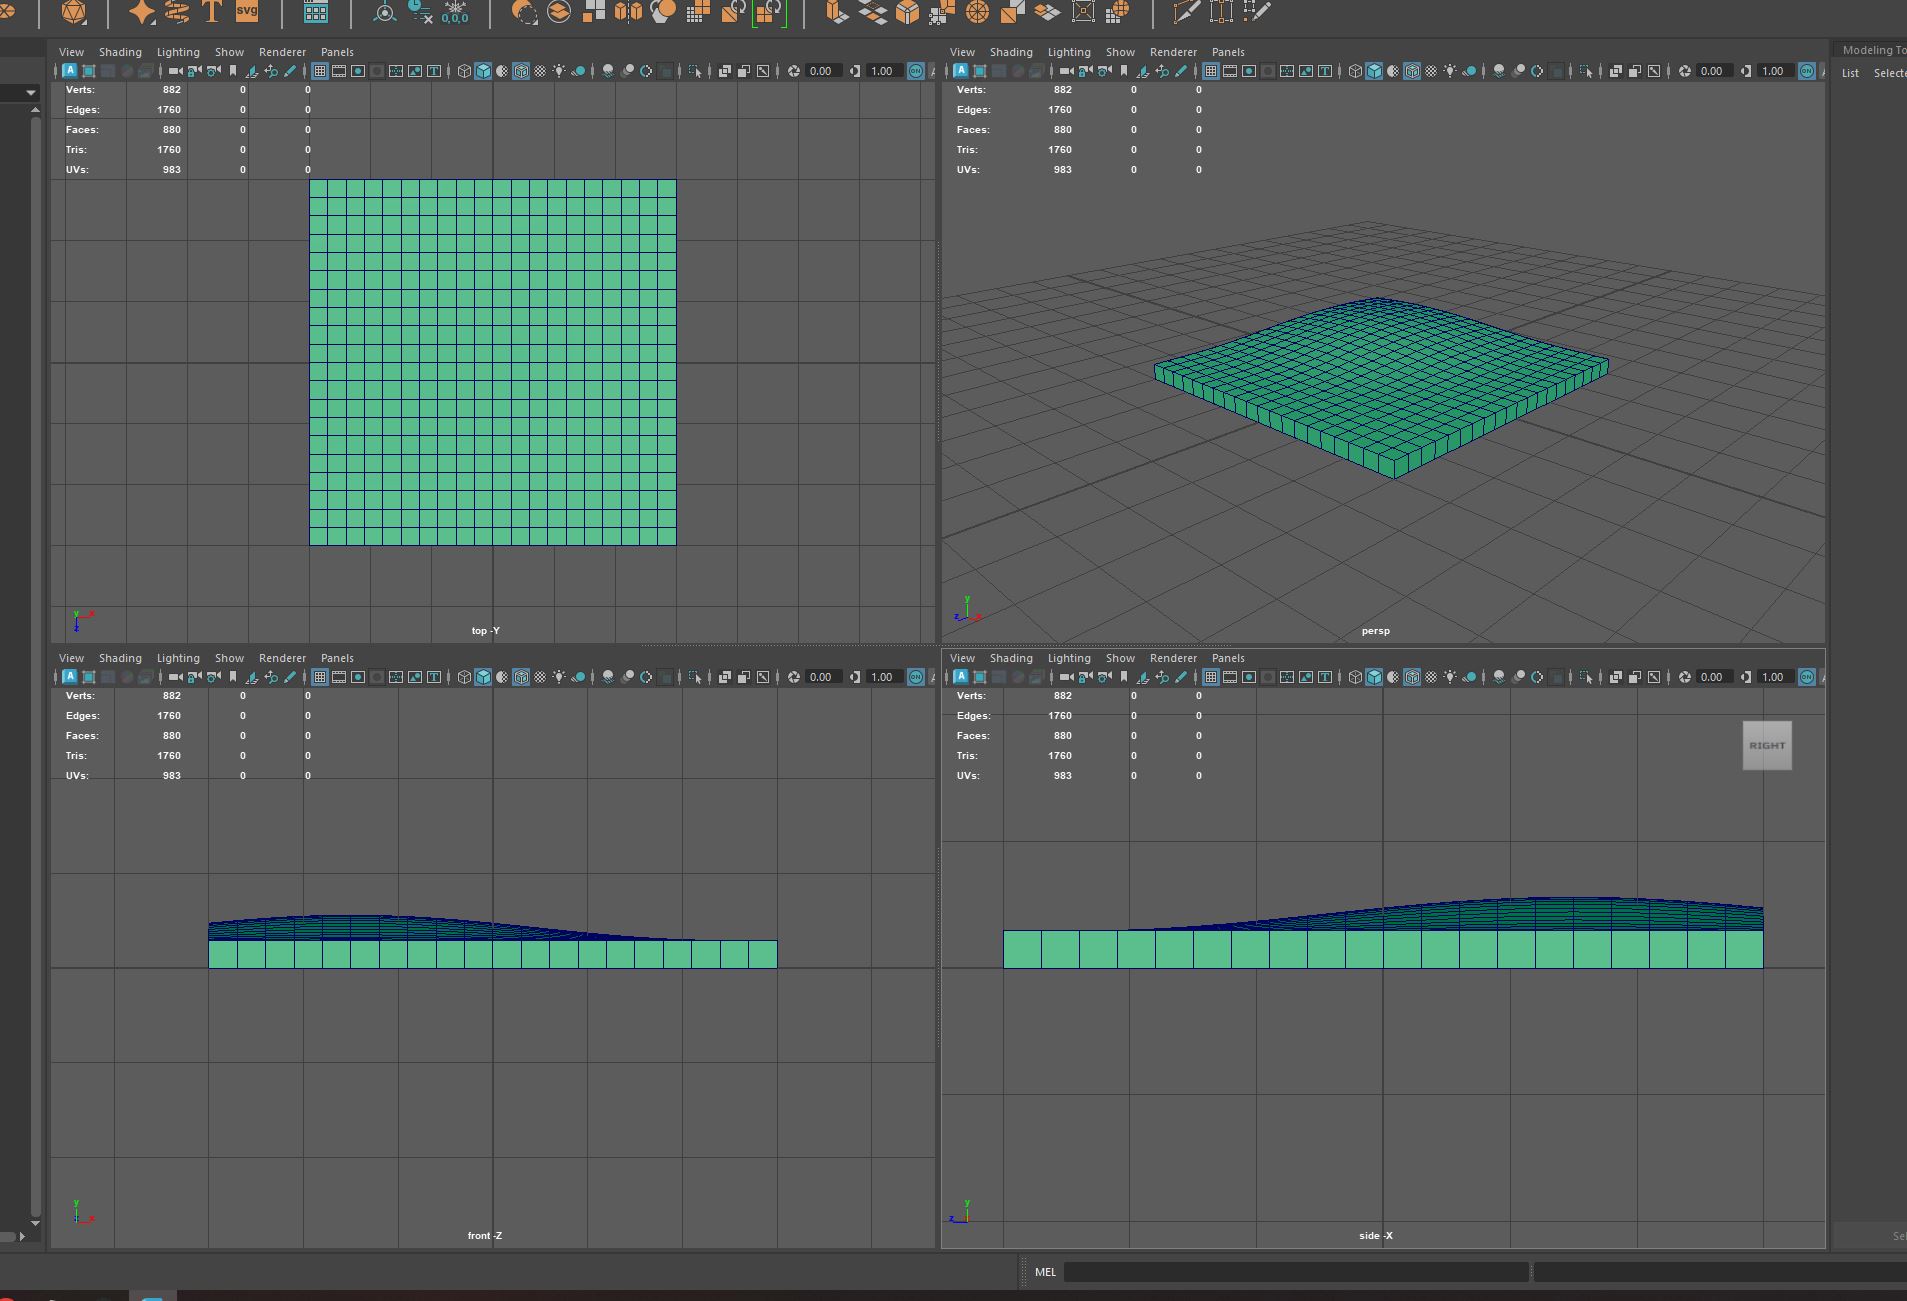 T svg 0,0,0
View Shading Lighting Show Renderer Panels
A T 0.00 1.00 ON
Verts: 882 0 0
Edges: 1760 0 0
Faces: 880 0 0
Tris: 1760 0 0
UVs: 983 0 0
y x z
top -Y
View Shading Lighting Show Renderer Panels
A T 0.00 1.00 ON
Verts: 882 0 0
Edges: 1760 0 0
Faces: 880 0 0
Tris: 1760 0 0
UVs: 983 0 0
y z x
persp
Modeling To
List Selecte
View Shading Lighting Show Renderer Panels
A T 0.00 1.00 ON
Verts: 882 0 0
Edges: 1760 0 0
Faces: 880 0 0
Tris: 1760 0 0
UVs: 983 0 0
y z x
front -Z
View Shading Lighting Show Renderer Panels
A T 0.00 1.00 ON
Verts: 882 0 0
Edges: 1760 0 0
Faces: 880 0 0
Tris: 1760 0 0
UVs: 983 0 0
RIGHT
y z
side -X
Sel
MEL